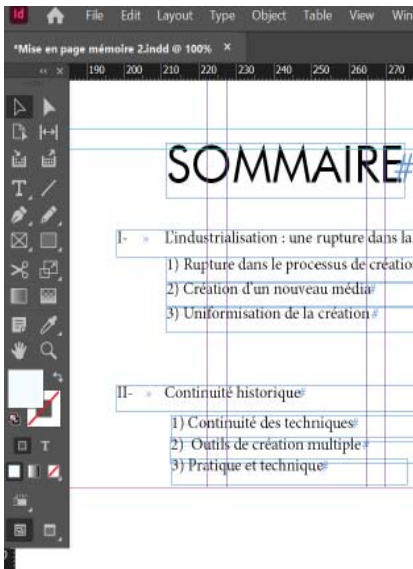 Id File Edit Layout Type Object Table View Win
*Mise en page mémoire 2.indd @ 100% ×
190 200 210 220 230 240 250 260 270
SOMMAIRE#
I- » L'industrialisation : une rupture dans la
1) Rupture dans le processus de créatio
2) Création d'un nouveau média#
3) Uniformisation de la création#
II- » Continuité historique#
1) Continuité des techniques#
2) Outils de création multiple#
3) Pratique et technique#